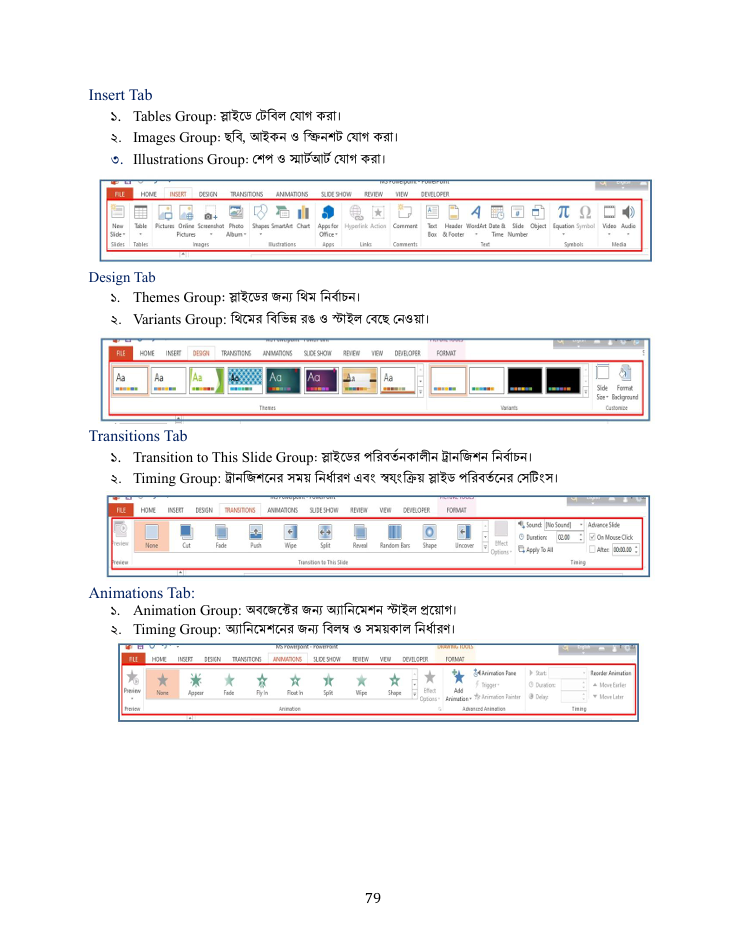 Insert Tab
১. Tables Group: স্লাইডে টেবিল যোগ করা।
২. Images Group: ছবি, আইকন ও স্ক্রিনশট যোগ করা।
৩. Illustrations Group: শেপ ও স্মার্টআর্ট যোগ করা।
FILE HOME INSERT DESIGN TRANSITIONS ANIMATIONS SLIDE SHOW REVIEW VIEW DEVELOPER
New Table Pictures Online Screenshot Photo Shapes SmartArt Chart Apps for Hyperlink Action Comment Text Header WordArt Date & Slide Object Equation Symbol Video Audio
Slide Pictures Album Office Box & Footer Time Number
Slides Tables Images Illustrations Apps Links Comments Text Symbols Media
Design Tab
১. Themes Group: স্লাইডের জন্য থিম নির্বাচন।
২. Variants Group: থিমের বিভিন্ন রঙ ও স্টাইল বেছে নেওয়া।
FILE HOME INSERT DESIGN TRANSITIONS ANIMATIONS SLIDE SHOW REVIEW VIEW DEVELOPER FORMAT
Aa Aa Aa Aa Aa Aa Aa Aa
Slide Format
Size Background
Themes Variants Customize
Transitions Tab
১. Transition to This Slide Group: স্লাইডের পরিবর্তনকালীন ট্রানজিশন নির্বাচন।
২. Timing Group: ট্রানজিশনের সময় নির্ধারণ এবং স্বয়ংক্রিয় স্লাইড পরিবর্তনের সেটিংস।
FILE HOME INSERT DESIGN TRANSITIONS ANIMATIONS SLIDE SHOW REVIEW VIEW DEVELOPER FORMAT
Sound: [No Sound] Advance Slide
Preview None Cut Fade Push Wipe Split Reveal Random Bars Shape Uncover Effect Options Duration: 02.00 On Mouse Click
Apply To All After: 00:00.00
Preview Transition to This Slide Timing
Animations Tab:
১. Animation Group: অবজেক্টের জন্য অ্যানিমেশন স্টাইল প্রয়োগ।
২. Timing Group: অ্যানিমেশনের জন্য বিলম্ব ও সময়কাল নির্ধারণ।
MS Powerpoint - PowerPoint DRAWING TOOLS
FILE HOME INSERT DESIGN TRANSITIONS ANIMATIONS SLIDE SHOW REVIEW VIEW DEVELOPER FORMAT
Animation Pane Start: Reorder Animation
Preview None Appear Fade Fly In Float In Split Wipe Shape Effect Options Add Animation Trigger Duration: Move Earlier
Animation Painter Delay: Move Later
Preview Animation Advanced Animation Timing
79